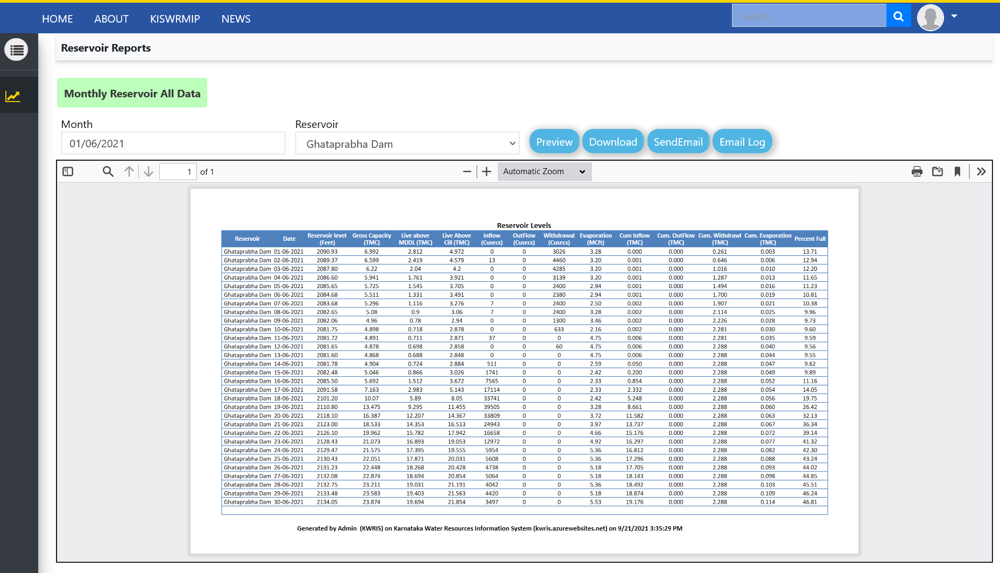 HOME ABOUT KISWRMIP NEWS Search
Reservoir Reports
Monthly Reservoir All Data
Month Reservoir
01/06/2021 Ghataprabha Dam Preview Download SendEmail Email Log
1 of 1 Automatic Zoom
Reservoir Levels
Reservoir Date Reservoir level (Feet) Gross Capacity (TMC) Live above MDDL (TMC) Live Above Cill (TMC) Inflow (Cusecs) OutFlow (Cusecs) Withdrawal (Cusecs) Evaporation (MCft) Cum Inflow (TMC) Cum. OutFlow (TMC) Cum. Withdrawl (TMC) Cum. Evaporation (TMC) Percent Full
Ghataprabha Dam 01-06-2021 2090.93 6.992 2.812 4.972 0 0 3026 3.28 0.000 0.000 0.261 0.003 13.71
Ghataprabha Dam 02-06-2021 2089.37 6.599 2.419 4.579 13 0 4460 3.20 0.001 0.000 0.646 0.006 12.94
Ghataprabha Dam 03-06-2021 2087.80 6.22 2.04 4.2 0 0 4285 3.20 0.001 0.000 1.016 0.010 12.20
Ghataprabha Dam 04-06-2021 2086.60 5.941 1.761 3.921 0 0 3139 3.20 0.001 0.000 1.287 0.013 11.65
Ghataprabha Dam 05-06-2021 2085.65 5.725 1.545 3.705 0 0 2400 2.94 0.001 0.000 1.494 0.016 11.23
Ghataprabha Dam 06-06-2021 2084.68 5.511 1.331 3.491 0 0 2380 2.94 0.001 0.000 1.700 0.019 10.81
Ghataprabha Dam 07-06-2021 2083.68 5.296 1.116 3.276 7 0 2400 2.50 0.002 0.000 1.907 0.021 10.38
Ghataprabha Dam 08-06-2021 2082.65 5.08 0.9 3.06 7 0 2400 3.28 0.002 0.000 2.114 0.025 9.96
Ghataprabha Dam 09-06-2021 2082.06 4.96 0.78 2.94 0 0 1300 3.46 0.002 0.000 2.226 0.028 9.73
Ghataprabha Dam 10-06-2021 2081.75 4.898 0.718 2.878 0 0 633 2.16 0.002 0.000 2.281 0.030 9.60
Ghataprabha Dam 11-06-2021 2081.72 4.891 0.711 2.871 37 0 0 4.75 0.006 0.000 2.281 0.035 9.59
Ghataprabha Dam 12-06-2021 2081.65 4.878 0.698 2.858 0 0 60 4.75 0.006 0.000 2.288 0.040 9.56
Ghataprabha Dam 13-06-2021 2081.60 4.868 0.688 2.848 0 0 0 4.75 0.006 0.000 2.288 0.044 9.55
Ghataprabha Dam 14-06-2021 2081.78 4.904 0.724 2.884 511 0 0 2.59 0.050 0.000 2.288 0.047 9.62
Ghataprabha Dam 15-06-2021 2082.48 5.046 0.866 3.026 1741 0 0 2.42 0.200 0.000 2.288 0.049 9.89
Ghataprabha Dam 16-06-2021 2085.50 5.692 1.512 3.672 7565 0 0 2.33 0.854 0.000 2.288 0.052 11.16
Ghataprabha Dam 17-06-2021 2091.58 7.163 2.983 5.143 17114 0 0 2.33 2.332 0.000 2.288 0.054 14.05
Ghataprabha Dam 18-06-2021 2101.20 10.07 5.89 8.05 33741 0 0 2.42 5.248 0.000 2.288 0.056 19.75
Ghataprabha Dam 19-06-2021 2110.80 13.475 9.295 11.455 39505 0 0 3.28 8.661 0.000 2.288 0.060 26.42
Ghataprabha Dam 20-06-2021 2118.10 16.387 12.207 14.367 33809 0 0 3.72 11.582 0.000 2.288 0.063 32.13
Ghataprabha Dam 21-06-2021 2123.00 18.533 14.353 16.513 24943 0 0 3.97 13.737 0.000 2.288 0.067 36.34
Ghataprabha Dam 22-06-2021 2126.10 19.962 15.782 17.942 16658 0 0 4.66 15.176 0.000 2.288 0.072 39.14
Ghataprabha Dam 23-06-2021 2128.43 21.073 16.893 19.053 12972 0 0 4.92 16.297 0.000 2.288 0.077 41.32
Ghataprabha Dam 24-06-2021 2129.47 21.575 17.395 19.555 5954 0 0 5.36 16.812 0.000 2.288 0.082 42.30
Ghataprabha Dam 25-06-2021 2130.43 22.051 17.871 20.031 5608 0 0 5.36 17.296 0.000 2.288 0.088 43.24
Ghataprabha Dam 26-06-2021 2131.23 22.448 18.268 20.428 4738 0 0 5.18 17.705 0.000 2.288 0.093 44.02
Ghataprabha Dam 27-06-2021 2132.08 22.874 18.694 20.854 5064 0 0 5.18 18.143 0.000 2.288 0.098 44.85
Ghataprabha Dam 28-06-2021 2132.75 23.211 19.031 21.191 4042 0 0 5.36 18.492 0.000 2.288 0.103 45.51
Ghataprabha Dam 29-06-2021 2133.48 23.583 19.403 21.563 4420 0 0 5.18 18.874 0.000 2.288 0.109 46.24
Ghataprabha Dam 30-06-2021 2134.05 23.874 19.694 21.854 3497 0 0 5.53 19.176 0.000 2.288 0.114 46.81
Generated by Admin (KWRIS) on Karnataka Water Resources Information System (kwris.azurewebsites.net) on 9/21/2021 3:35:29 PM